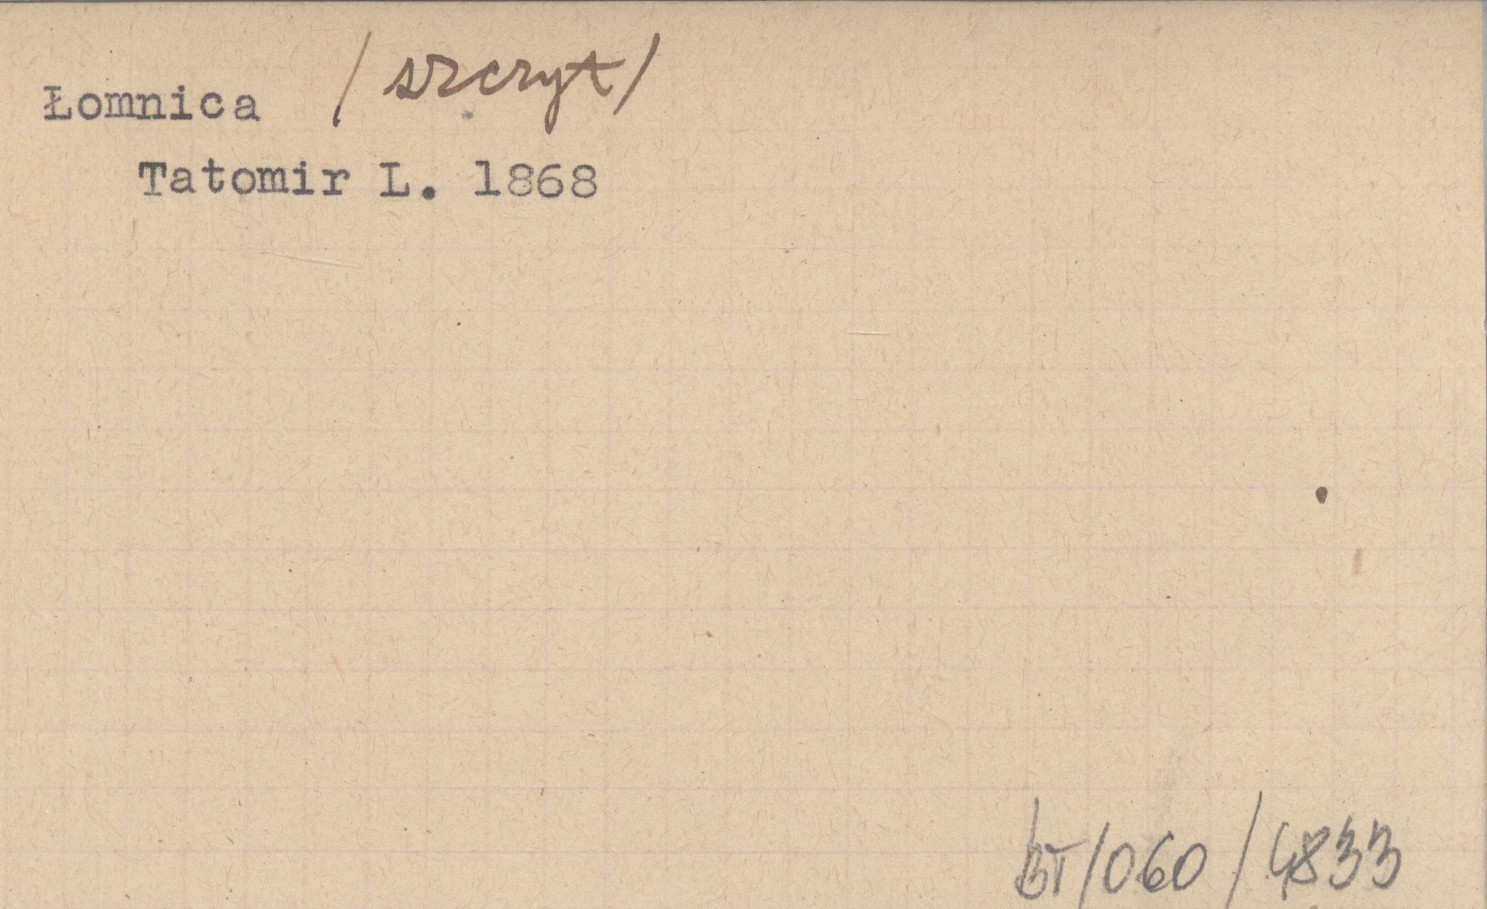 Łomnica /szczyt/
Tatomir L. 1868
BT/060/4833